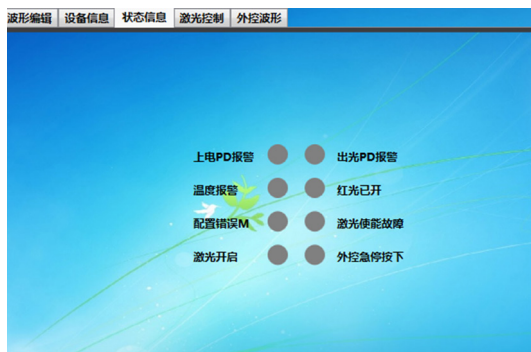 波形编辑 设备信息 状态信息 激光控制 外控波形
上电PD报警 出光PD报警
温度报警 红光已开
配置错误M 激光使能故障
激光开启 外控急停按下